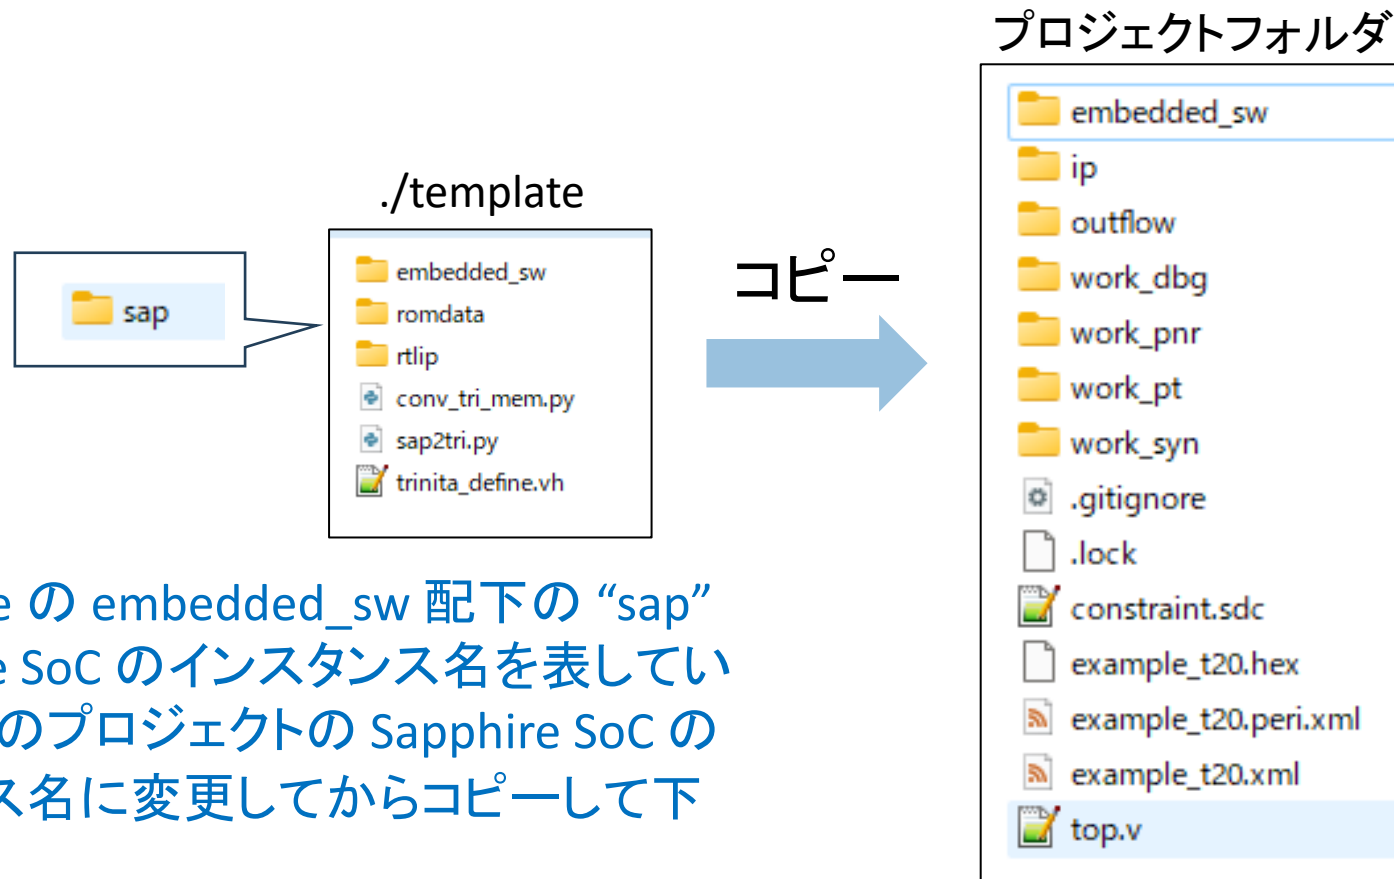 プロジェクトフォルダ
embedded_sw
ip
outflow
work_dbg
work_pnr
work_pt
work_syn
.gitignore
.lock
constraint.sdc
example_t20.hex
example_t20.peri.xml
example_t20.xml
top.v
./template
embedded_sw
romdata
rtlip
conv_tri_mem.py
sap2tri.py
trinita_define.vh
sap
コピー
e の embedded_sw 配下の “sap”
e SoC のインスタンス名を表してい
のプロジェクトの Sapphire SoC の
ス名に変更してからコピーして下